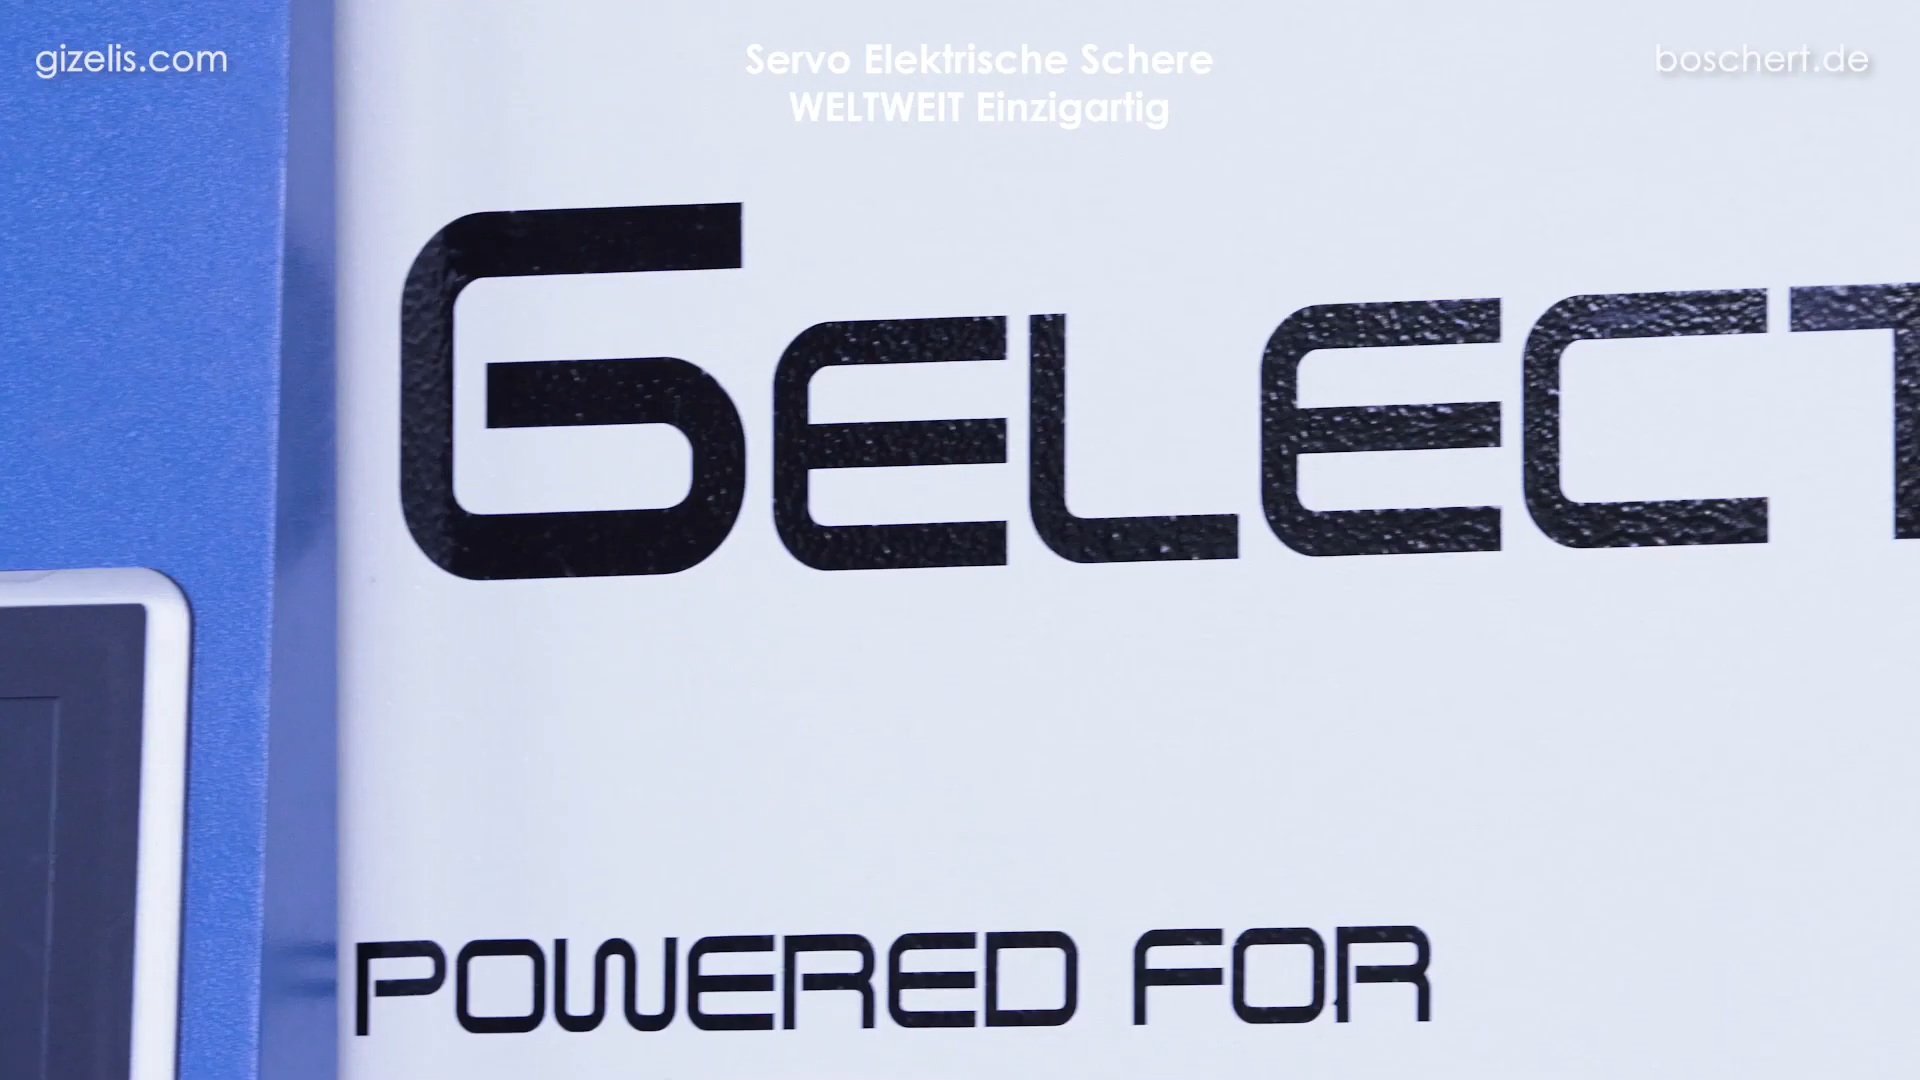 gizelis.com
Servo Elektrische Schere
WELTWEIT Einzigartig
boschert.de
GELECT
POWERED FOR